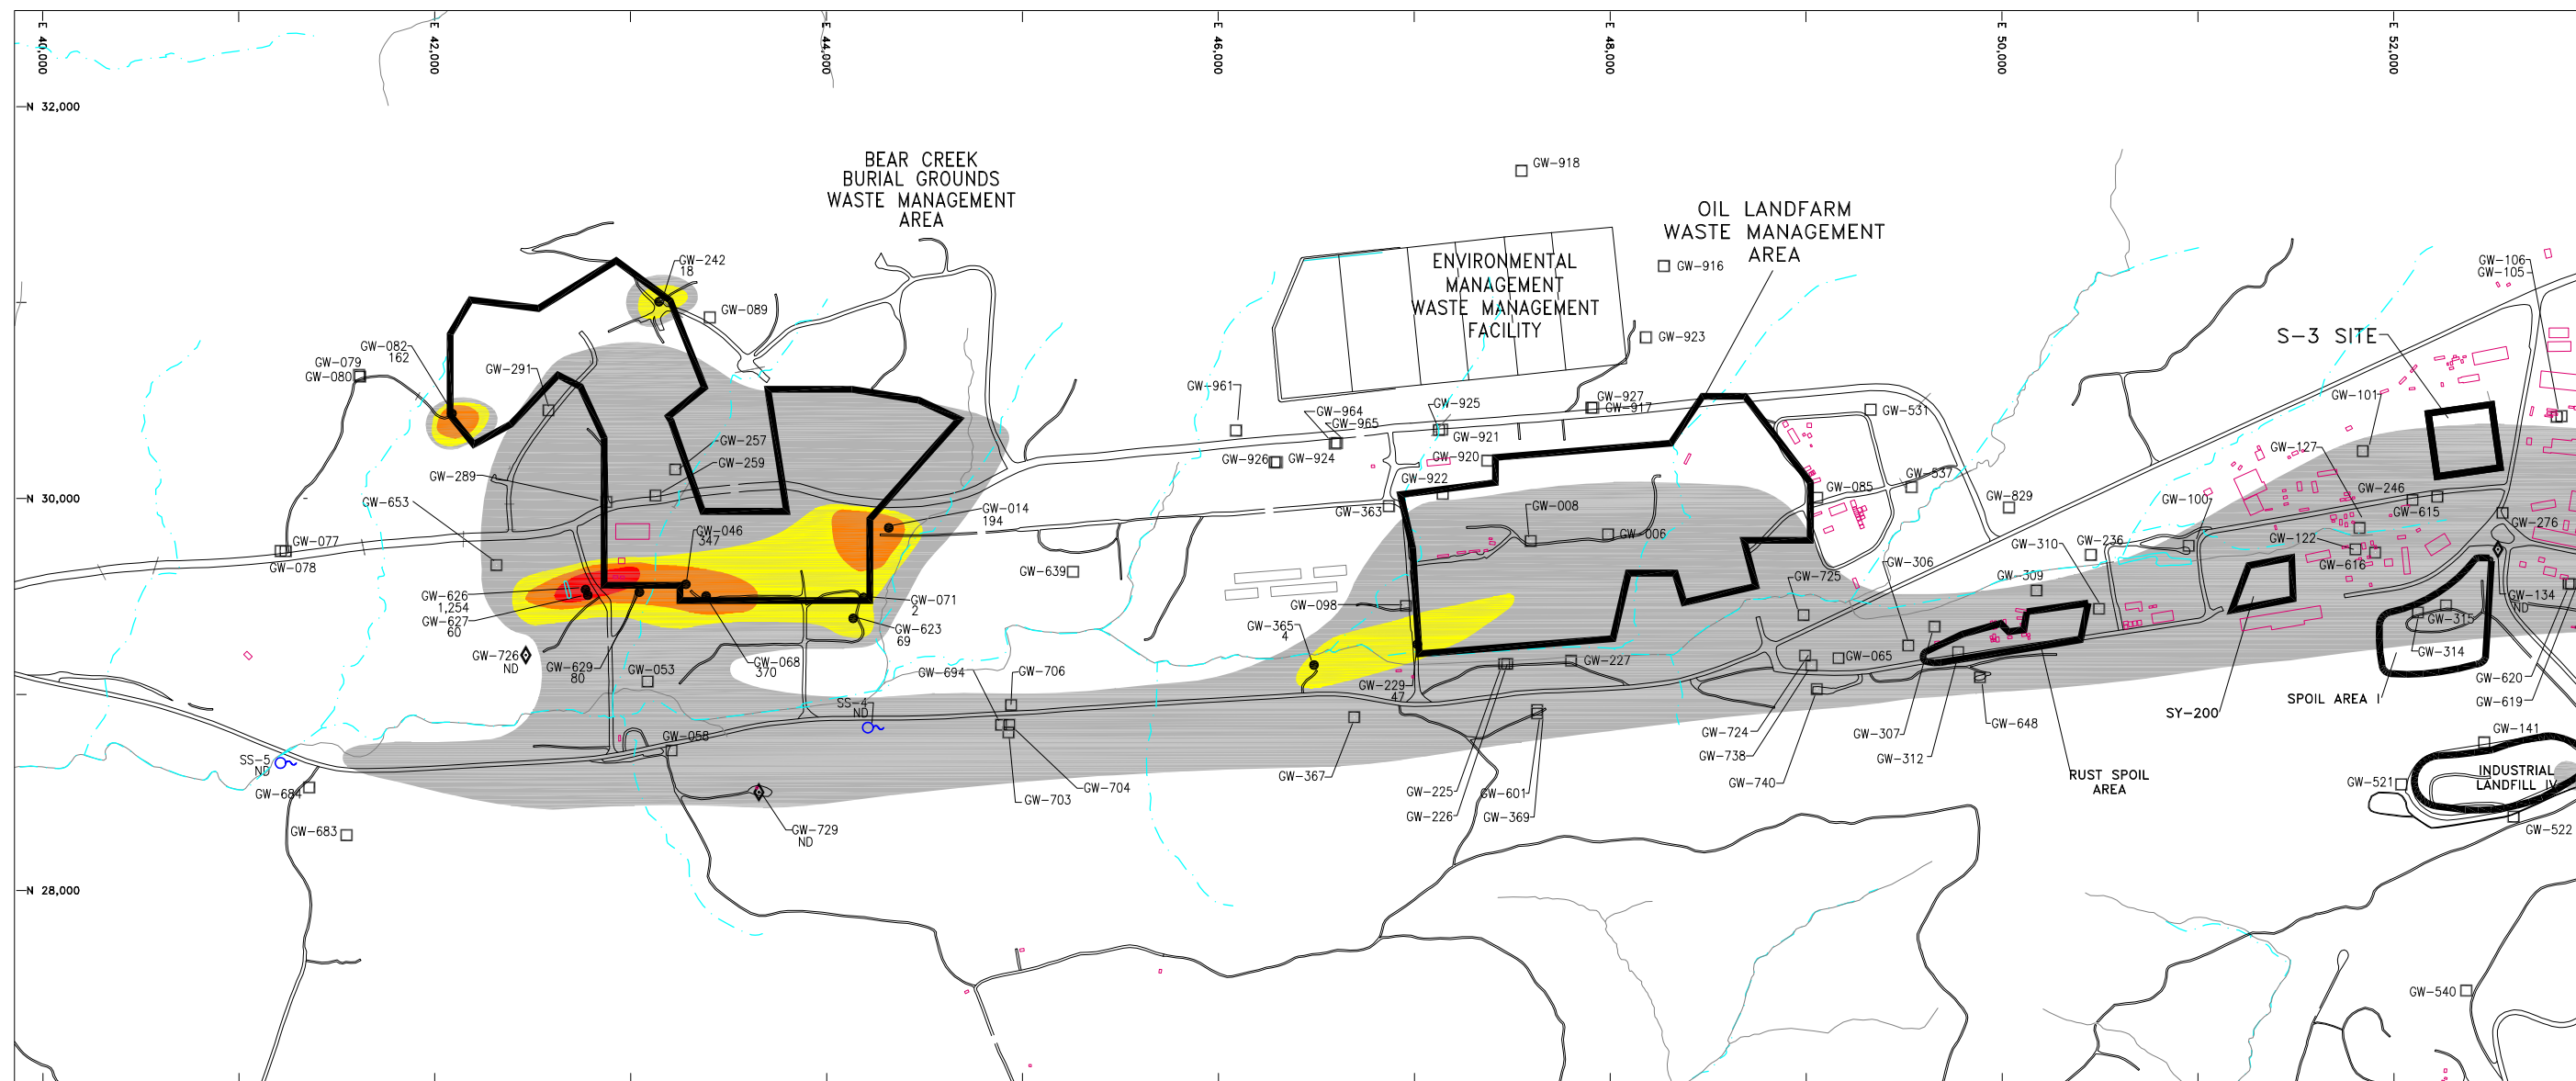 E 40,000
E 42,000
E 44,000
E 46,000
E 48,000
E 50,000
E 52,000
N 32,000
N 30,000
N 28,000
BEAR CREEK
BURIAL GROUNDS
WASTE MANAGEMENT
AREA
GW-918
OIL LANDFARM
WASTE MANAGEMENT
AREA
ENVIRONMENTAL
MANAGEMENT
WASTE MANAGEMENT
FACILITY
GW-916
GW-923
S-3 SITE
GW-106
GW-105
GW-242
18
GW-089
GW-082
162
GW-079
GW-080
GW-291
GW-257
GW-259
GW-289
GW-653
GW-077
GW-078
GW-046
347
GW-014
194
GW-626
1,254
GW-627
60
GW-726
ND
GW-629
80
GW-053
GW-068
370
GW-071
2
GW-623
69
GW-694
GW-706
SS-4
ND
GW-058
SS-5
ND
GW-684
GW-683
GW-729
ND
GW-704
GW-703
GW-639
GW-961
GW-964
GW-965
GW-926
GW-924
GW-925
GW-921
GW-920
GW-922
GW-927
GW-917
GW-363
GW-008
GW-006
GW-098
GW-365
4
GW-229
47
GW-227
GW-367
GW-225
GW-226
GW-601
GW-369
GW-531
GW-085
GW-537
GW-829
GW-725
GW-306
GW-065
GW-724
GW-738
GW-740
GW-307
GW-312
GW-648
GW-309
GW-310
GW-236
GW-100
GW-101
GW-127
GW-246
GW-615
GW-122
GW-616
GW-276
GW-134
ND
GW-315
GW-314
GW-620
GW-619
SPOIL AREA I
SY-200
RUST SPOIL
AREA
GW-141
GW-521
INDUSTRIAL
LANDFILL IV
GW-522
GW-540